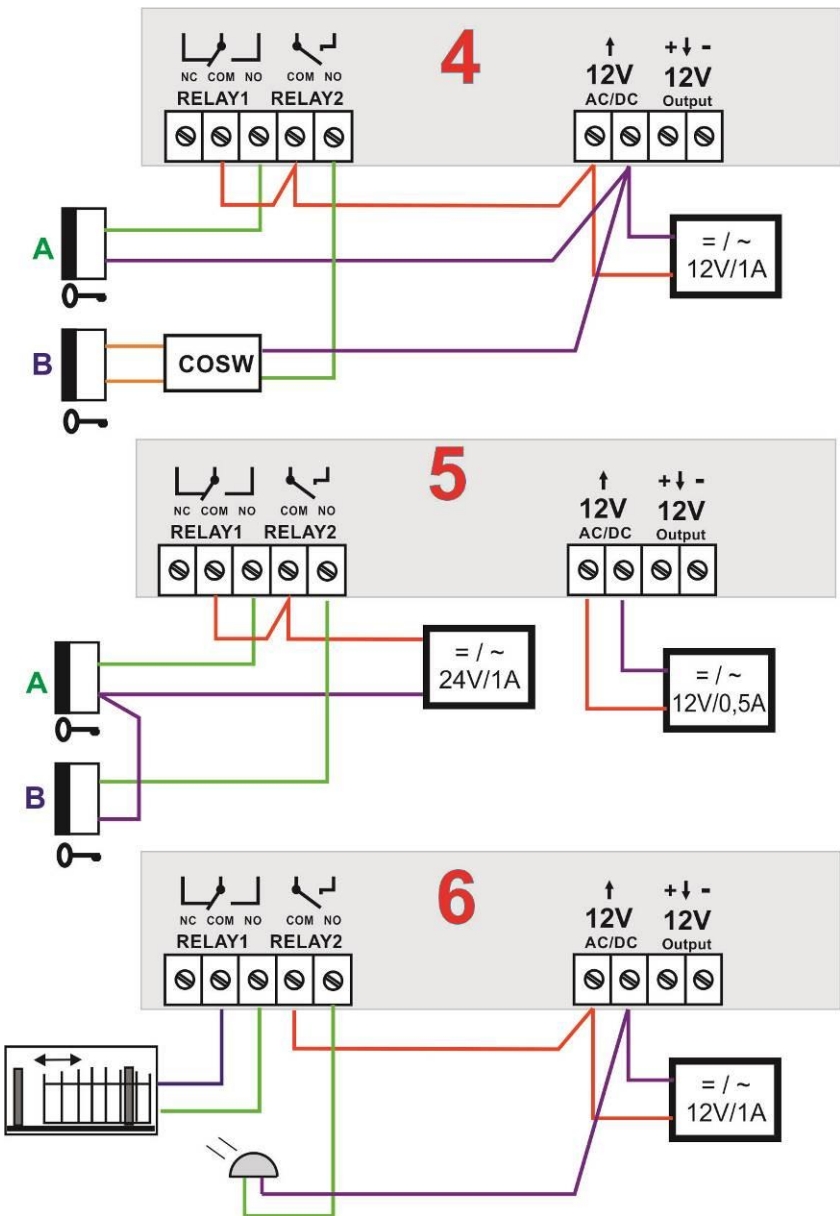 4
↑ + ↓ -
12V 12V
NC COM NO COM NO
AC/DC Output
RELAY1 RELAY2
A
= / ~
12V/1A
B
COSW
5
↑ + ↓ -
12V 12V
NC COM NO COM NO
AC/DC Output
RELAY1 RELAY2
A
= / ~
24V/1A
= / ~
12V/0,5A
B
6
↑ + ↓ -
12V 12V
NC COM NO COM NO
AC/DC Output
RELAY1 RELAY2
= / ~
12V/1A